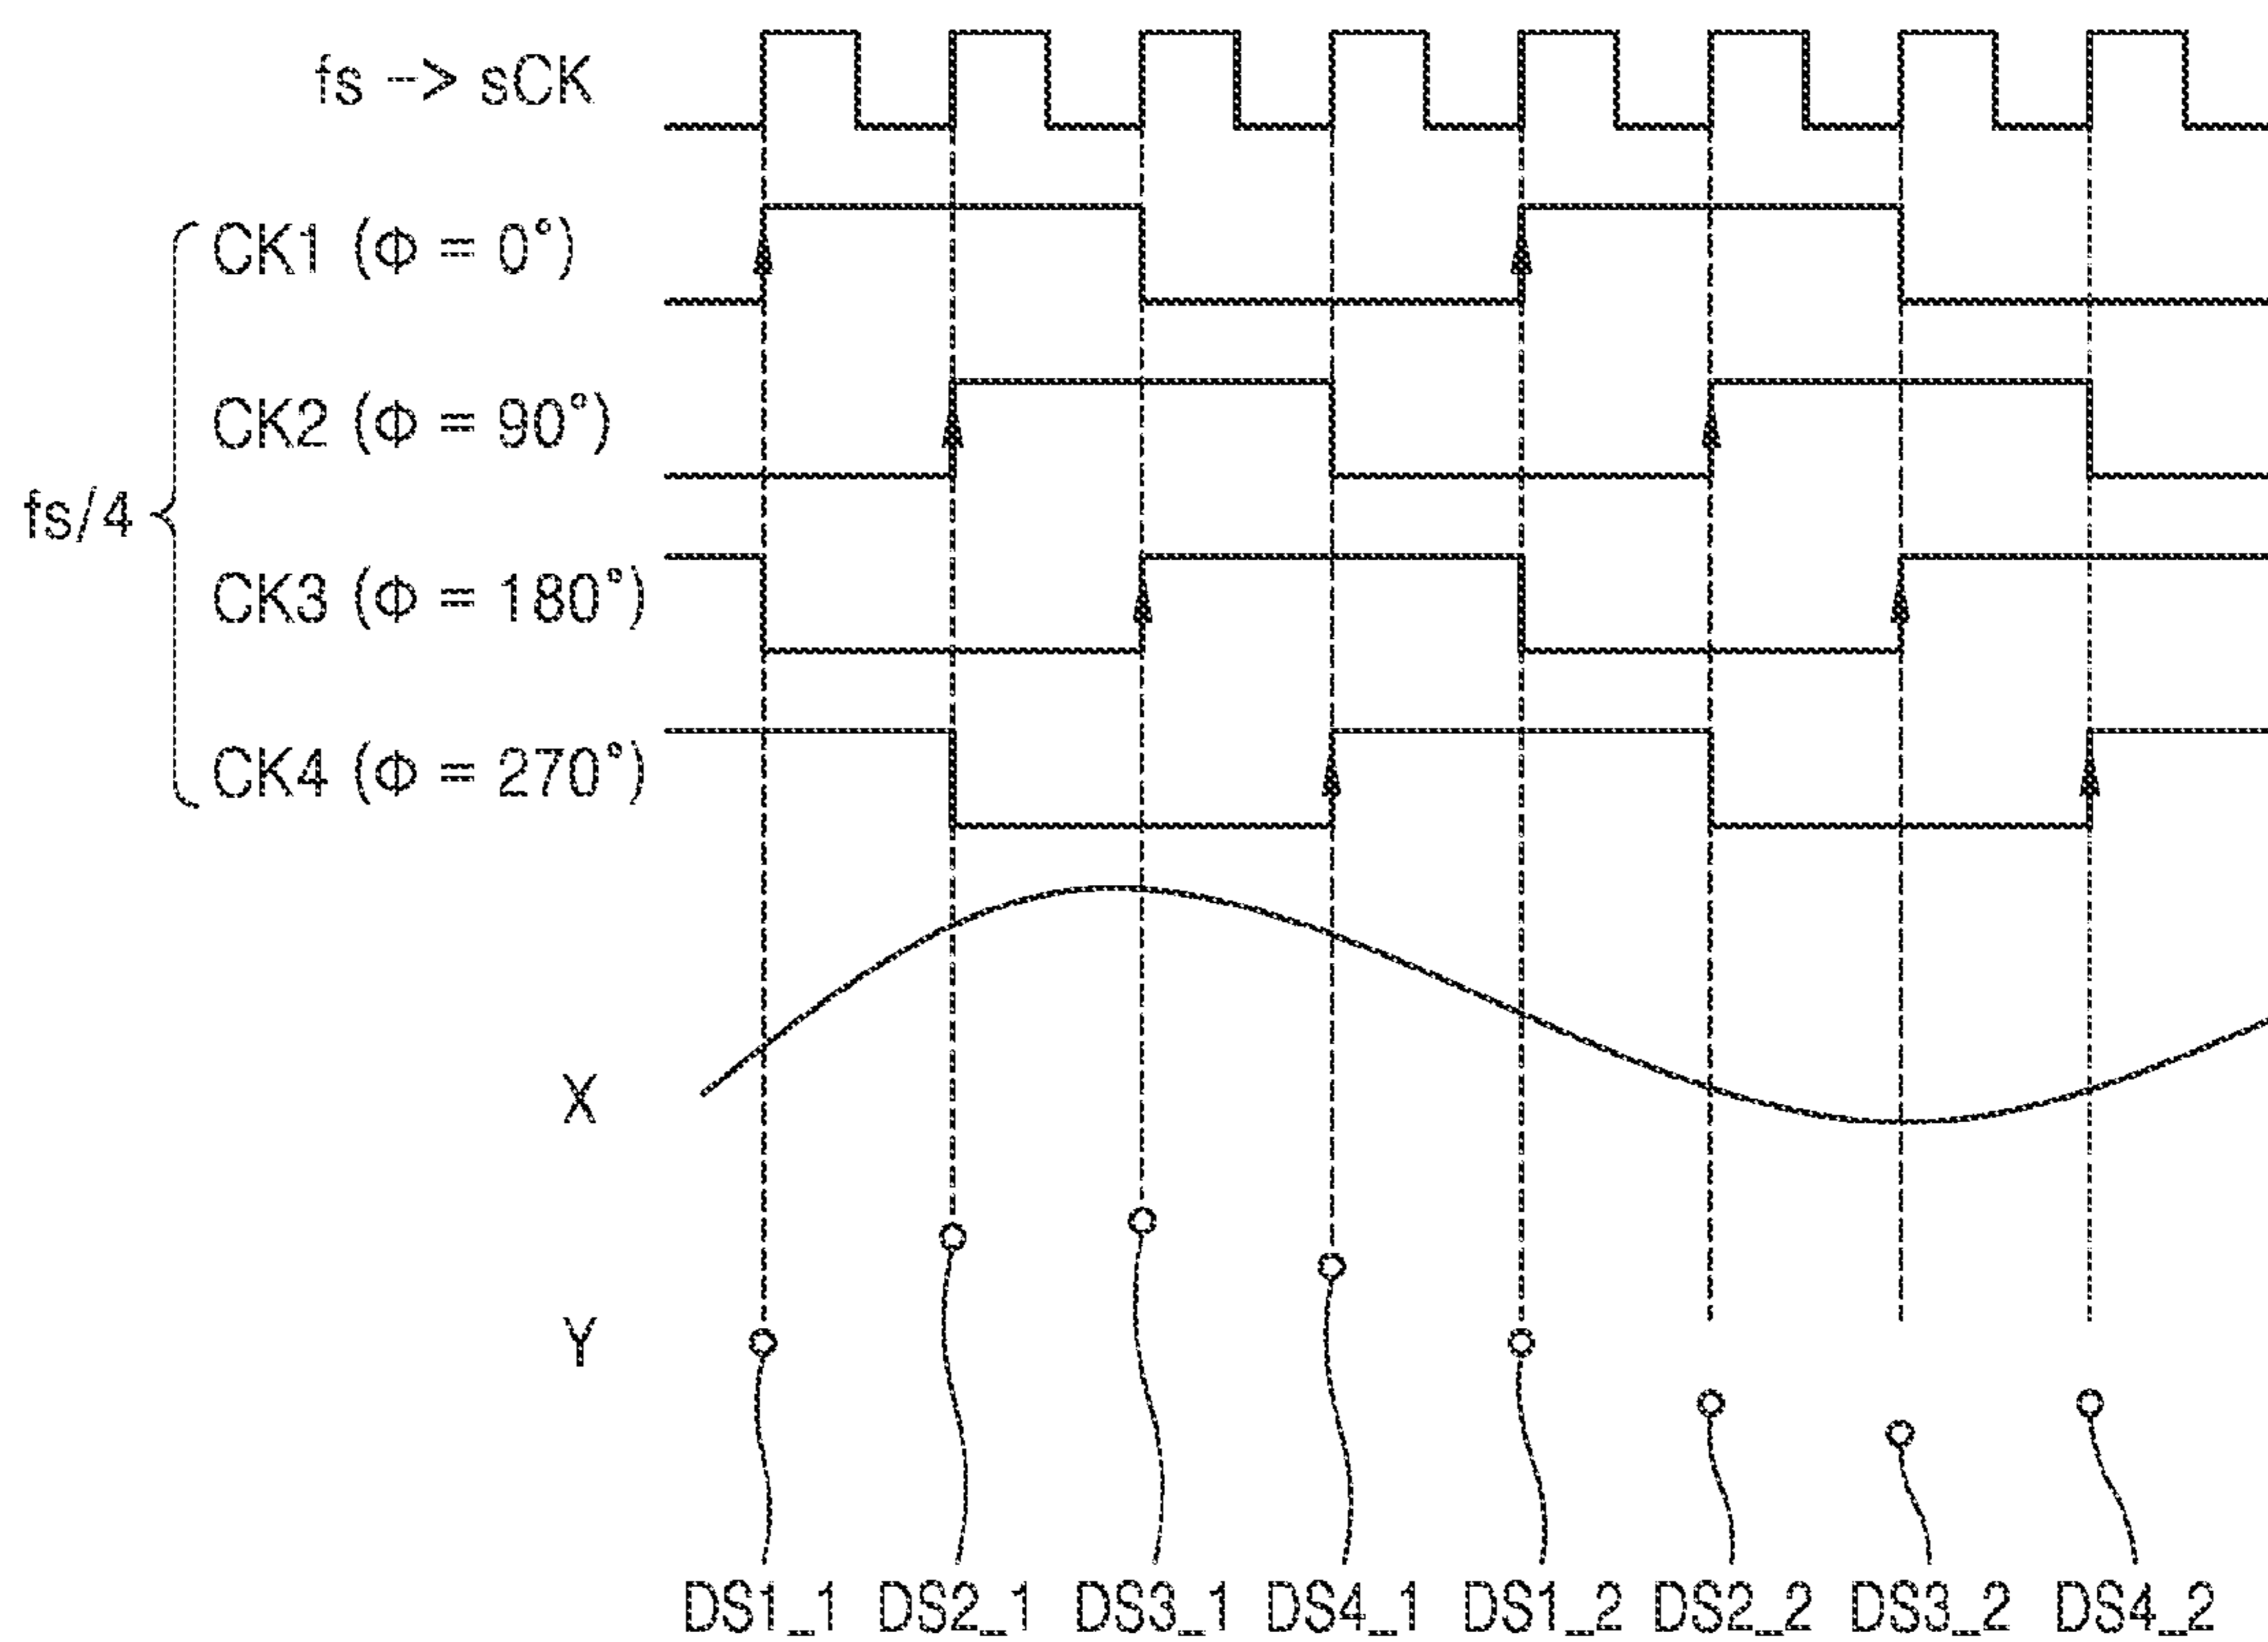 fs --> sCK
CK1 (Φ = 0°)
CK2 (Φ = 90°)
fs/4
CK3 (Φ = 180°)
CK4 (Φ = 270°)
X
Y
DS1_1 DS2_1 DS3_1 DS4_1 DS1_2 DS2_2 DS3_2 DS4_2